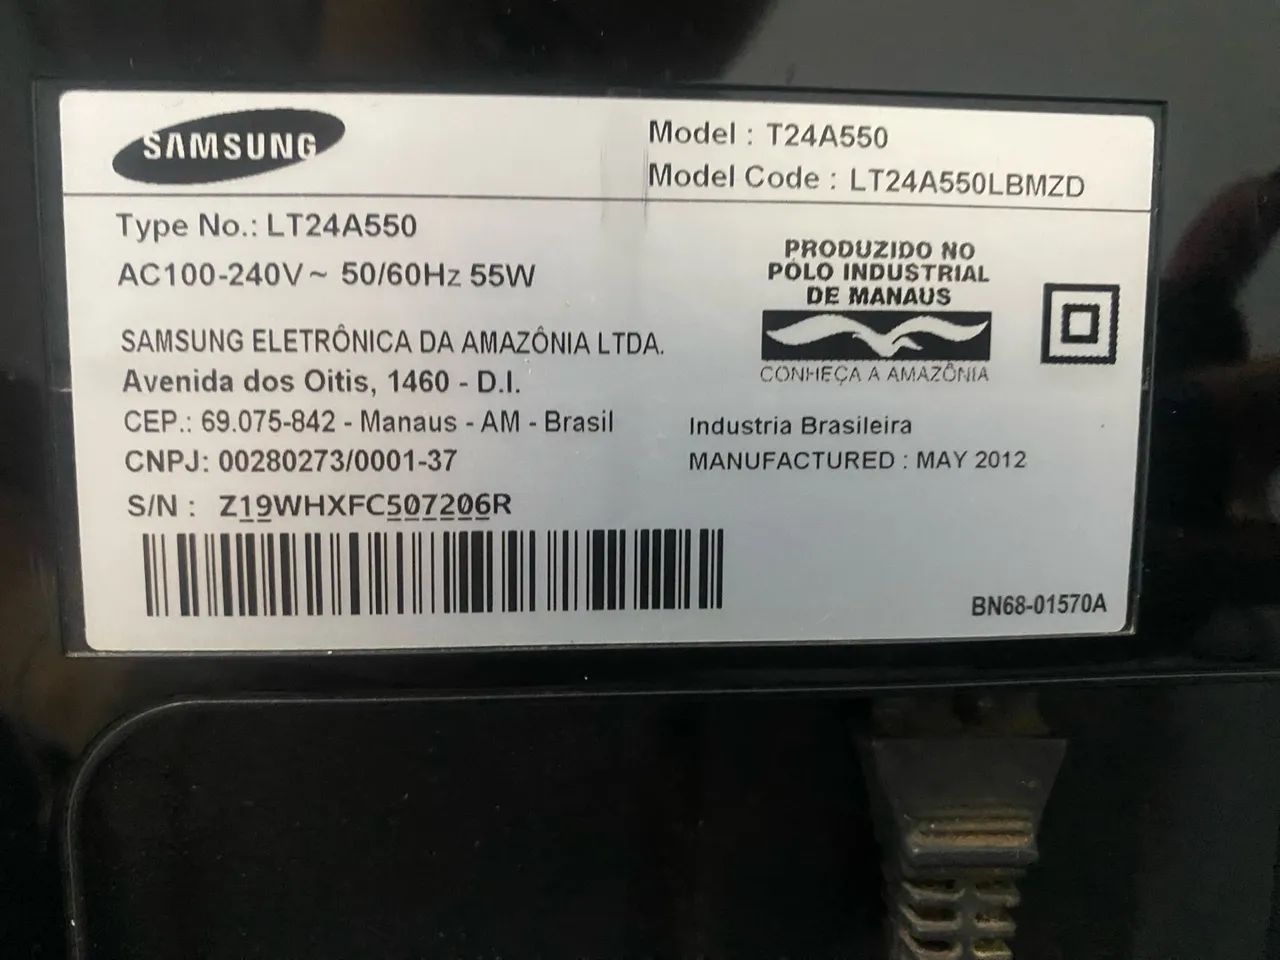 SAMSUNG
Model : T24A550
Model Code : LT24A550LBMZD
Type No.: LT24A550
AC100-240V~ 50/60Hz 55W
SAMSUNG ELETRÔNICA DA AMAZÔNIA LTDA.
Avenida dos Oitis, 1460 - D.I.
CEP.: 69.075-842 - Manaus - AM - Brasil
CNPJ: 00280273/0001-37
S/N : Z19WHXFC507206R
PRODUZIDO NO
PÓLO INDUSTRIAL
DE MANAUS
CONHEÇA A AMAZÔNIA
Industria Brasileira
MANUFACTURED : MAY 2012
BN68-01570A